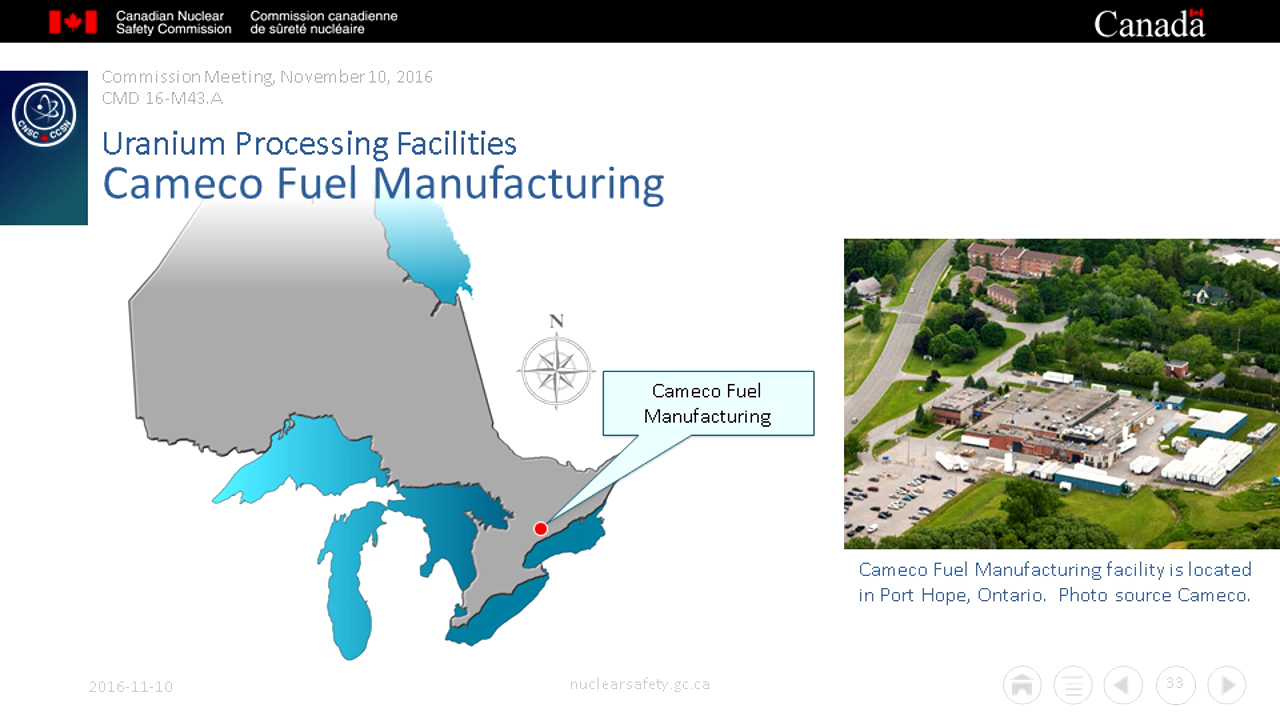 Canadian Nuclear Safety Commission
Commission canadienne de sûreté nucléaire
Canada
Commission Meeting, November 10, 2016
CMD 16-M43.A
CNSC CCSN
Uranium Processing Facilities
Cameco Fuel Manufacturing
N
Cameco Fuel
Manufacturing
Cameco Fuel Manufacturing facility is located
in Port Hope, Ontario. Photo source Cameco.
2016-11-10
nuclearsafety.gc.ca
33